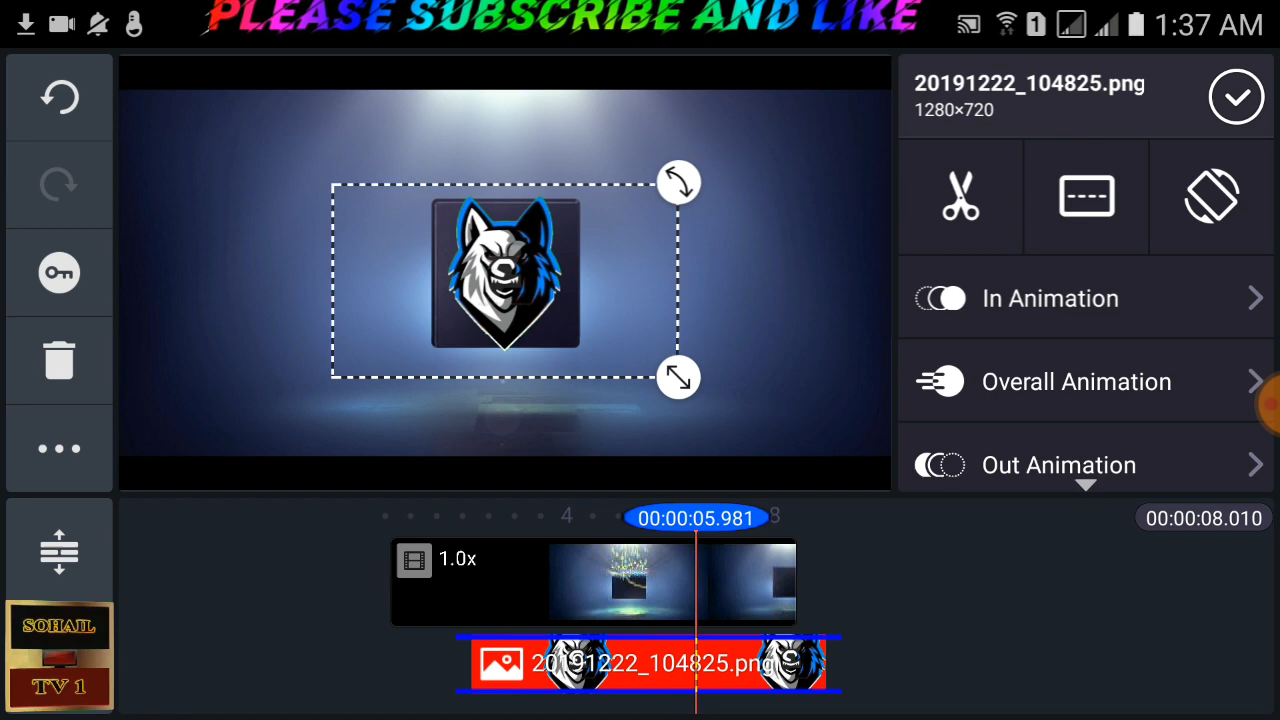 PLEASE SUBSCRIBE AND LIKE
1
1:37 AM
20191222_104825.png
1280×720
In Animation
Overall Animation
Out Animation
4
00:00:05.981
8
00:00:08.010
1.0x
20191222_104825.png
SOHAIL
TV 1